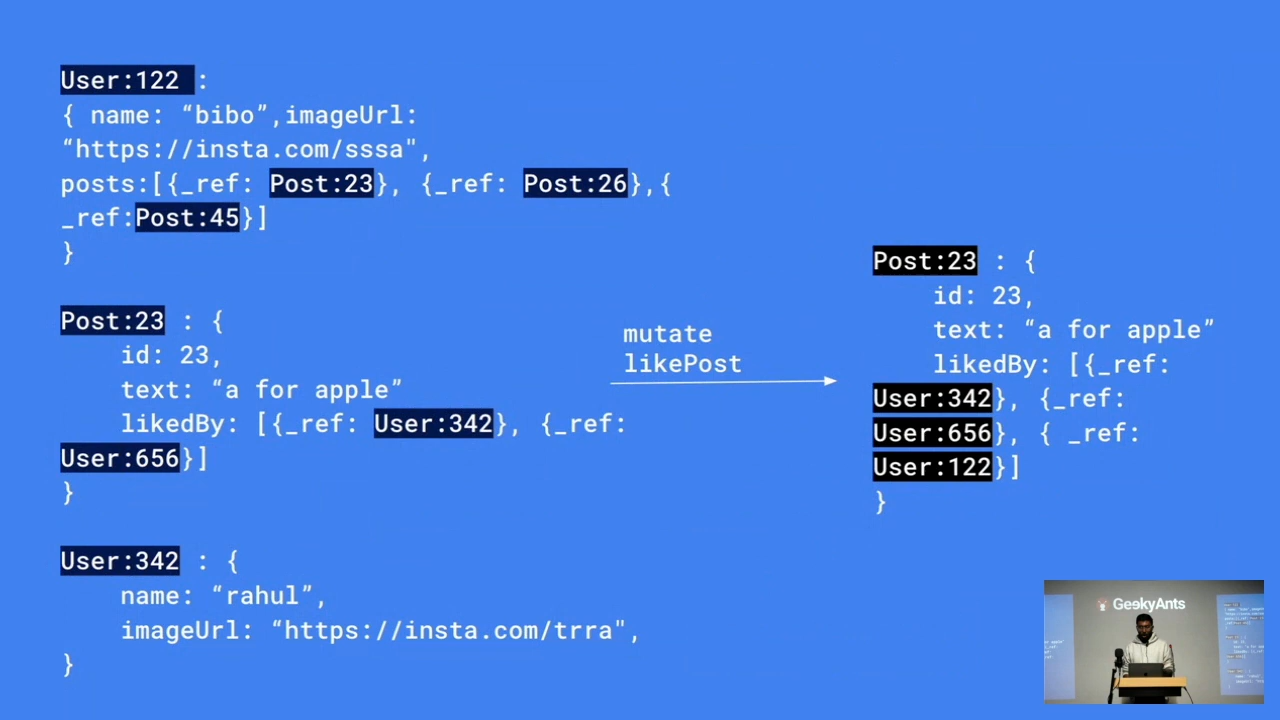 User:122 :
{ name: “bibo”,imageUrl:
“https://insta.com/sssa",
posts:[{_ref: Post:23}, {_ref: Post:26},{
_ref:Post:45}]
}
Post:23 : {
id: 23,
text: “a for apple”
likedBy: [{_ref: User:342}, {_ref:
User:656}]
}
User:342 : {
name: “rahul”,
imageUrl: “https://insta.com/trra",
}
mutate
likePost
Post:23 : {
id: 23,
text: “a for apple”
likedBy: [{_ref:
User:342}, {_ref:
User:656}, { _ref:
User:122}]
}
GeekyAnts